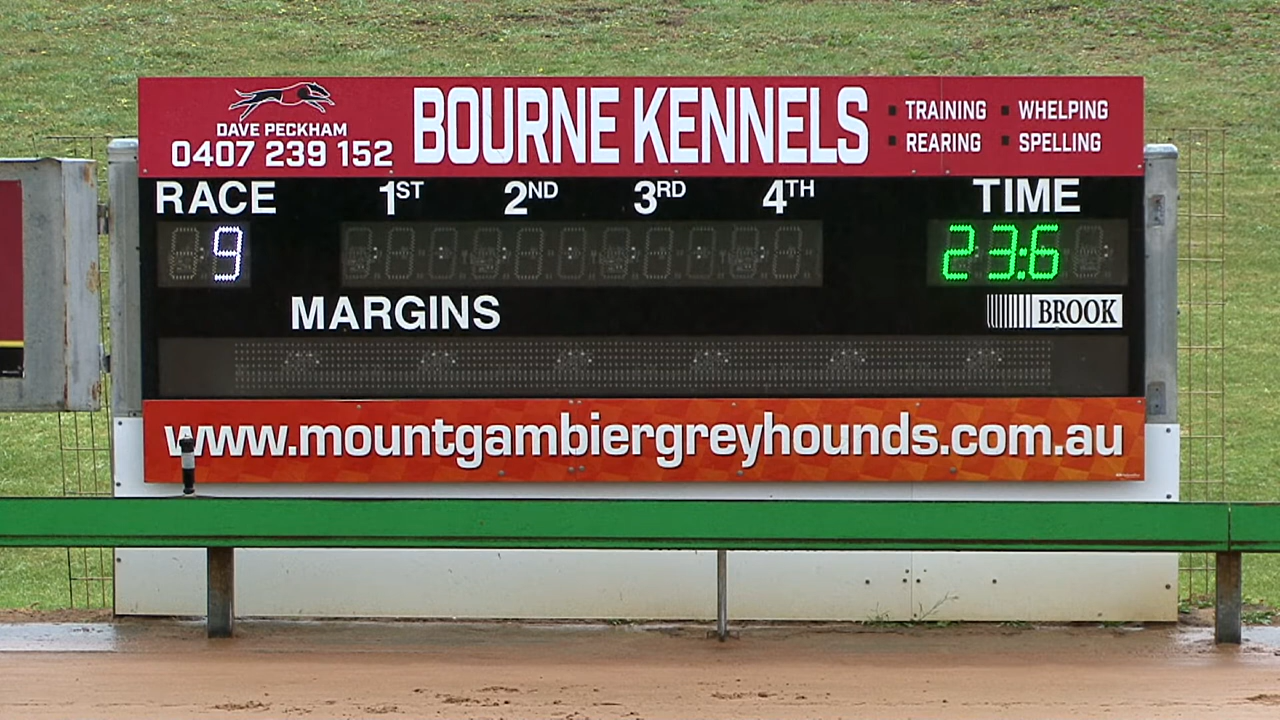 DAVE PECKHAM
0407 239 152
BOURNE KENNELS
TRAINING WHELPING
REARING SPELLING
RACE 1ST 2ND 3RD 4TH TIME
9 23:6
MARGINS
BROOK
www.mountgambiergreyhounds.com.au